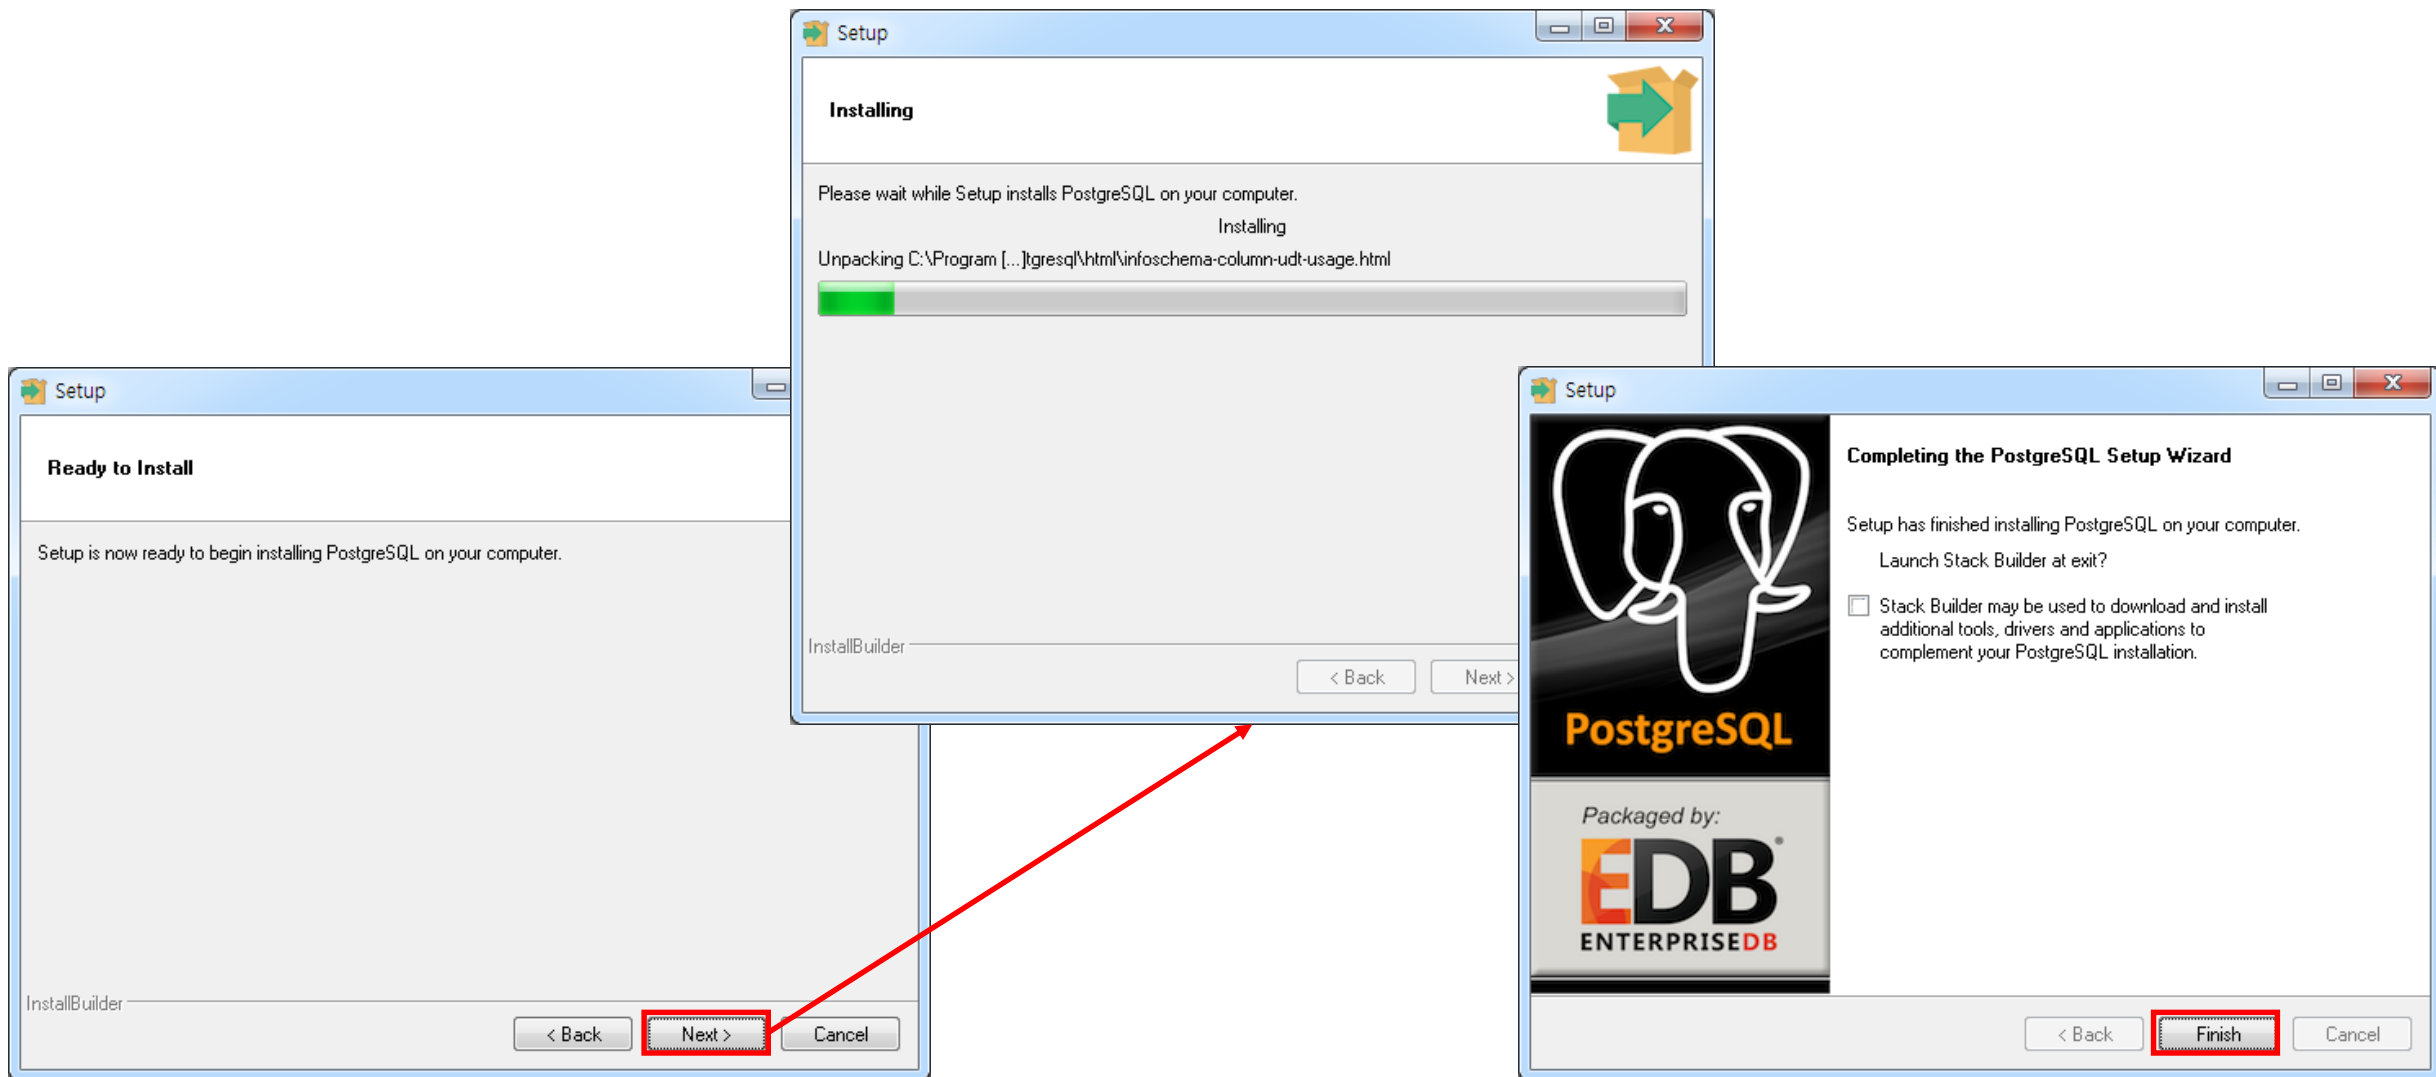 Setup
Installing
Please wait while Setup installs PostgreSQL on your computer.
Installing
Unpacking C:\Program [...]tgresql\html\infoschema-column-udt-usage.html
InstallBuilder
< Back
Next >
Setup
Ready to Install
Setup is now ready to begin installing PostgreSQL on your computer.
InstallBuilder
< Back
Next >
Cancel
Setup
PostgreSQL
Packaged by:
EDB
ENTERPRISEDB
Completing the PostgreSQL Setup Wizard
Setup has finished installing PostgreSQL on your computer.
Launch Stack Builder at exit?
Stack Builder may be used to download and install
additional tools, drivers and applications to
complement your PostgreSQL installation.
< Back
Finish
Cancel